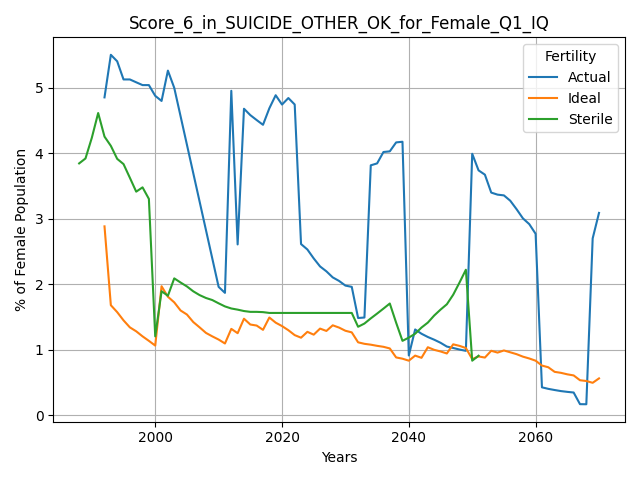 Score_6_in_SUICIDE_OTHER_OK_for_Female_Q1_IQ
Fertility
Actual
Ideal
Sterile
% of Female Population
5
4
3
2
1
0
2000
2020
2040
2060
Years